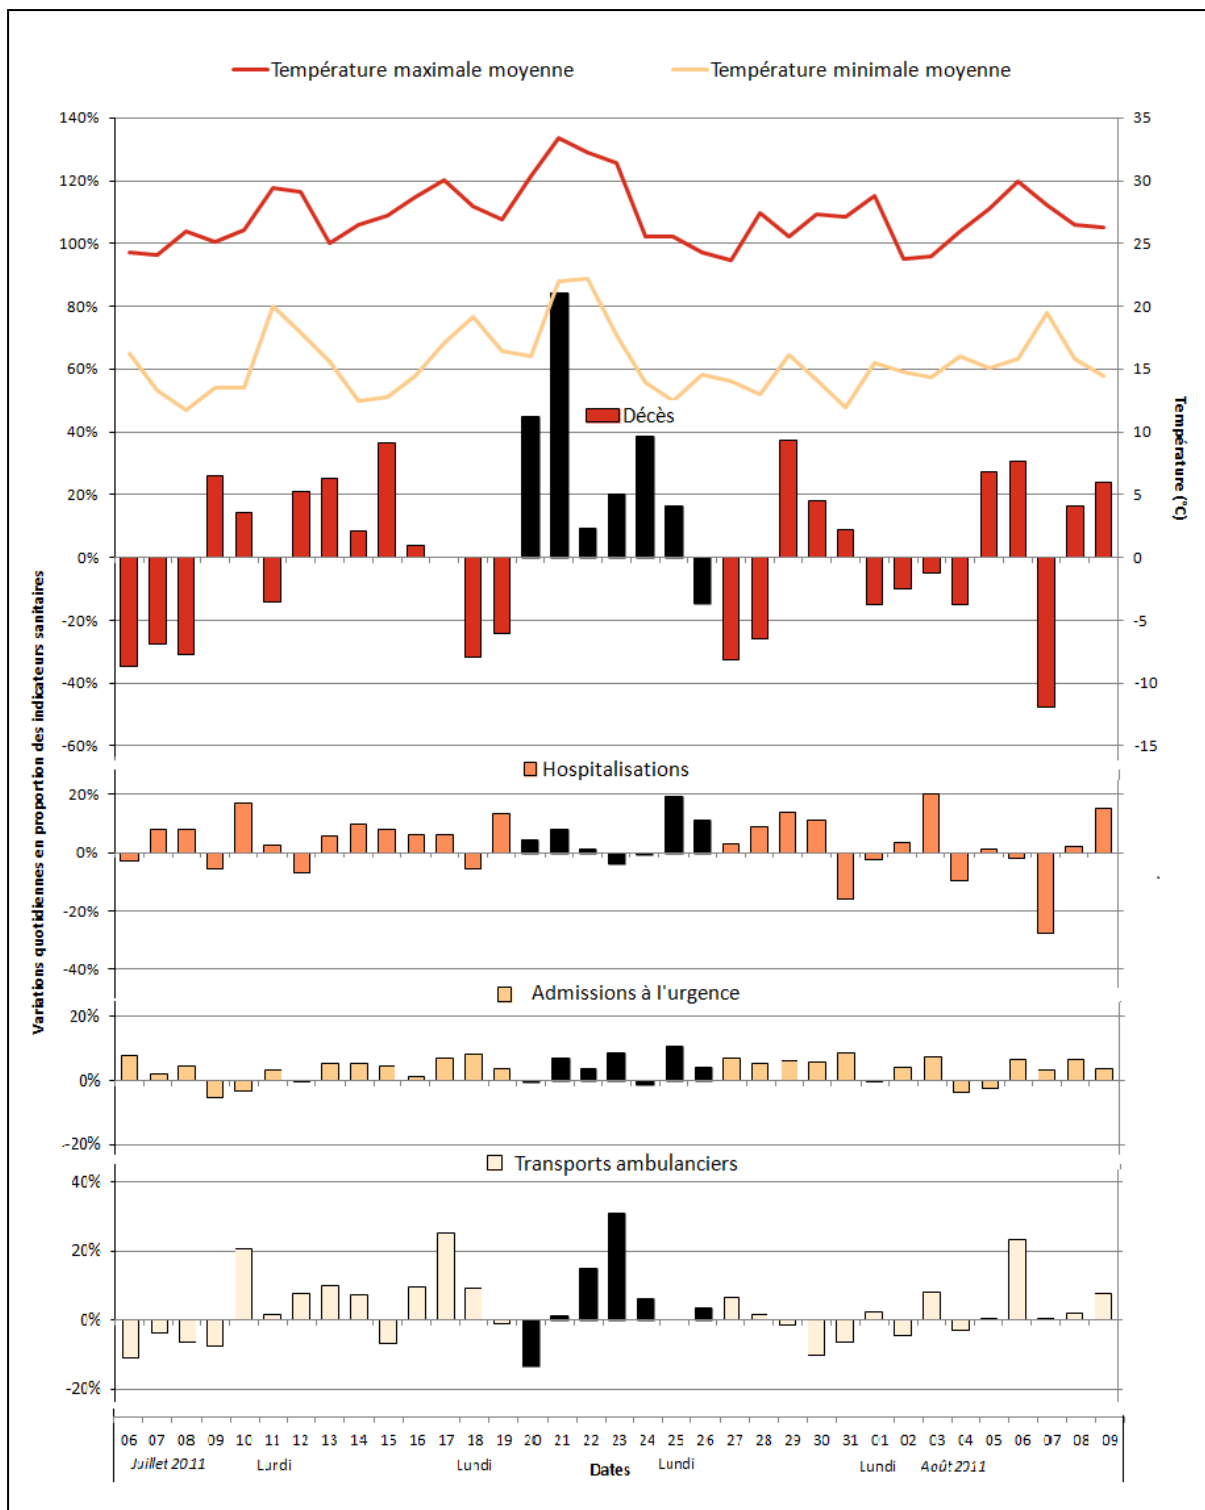 Température maximale moyenne Température minimale moyenne
140% 35
120% 30
100% 25
80% 20
60% 15
Décès
40% 10
20% 5
0% 0
-20% -5
-40% -10
-60% -15
Température (°C)
Variations quotidiennes en proportion des indicateurs sanitaires
Hospitalisations
20%
0%
-20%
-40%
Admissions à l'urgence
20%
0%
-20%
Transports ambulanciers
40%
20%
0%
-20%
06 07 08 09 10 11 12 13 14 15 16 17 18 19 20 21 22 23 24 25 26 27 28 29 30 31 01 02 03 04 05 06 07 08 09
Juillet 2011 Lundi Lundi Dates Lundi Lundi Août 2011